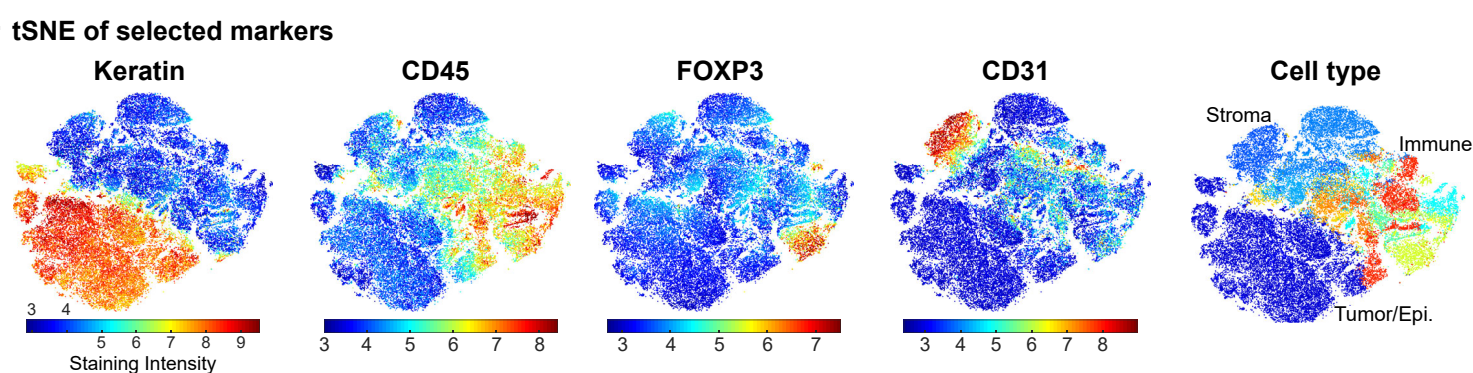 tSNE of selected markers
Keratin CD45 FOXP3 CD31 Cell type
Stroma
Immune
Tumor/Epi.
3 4
5 6 7 8 9
Staining Intensity
3 4 5 6 7 8
3 4 5 6 7
3 4 5 6 7 8